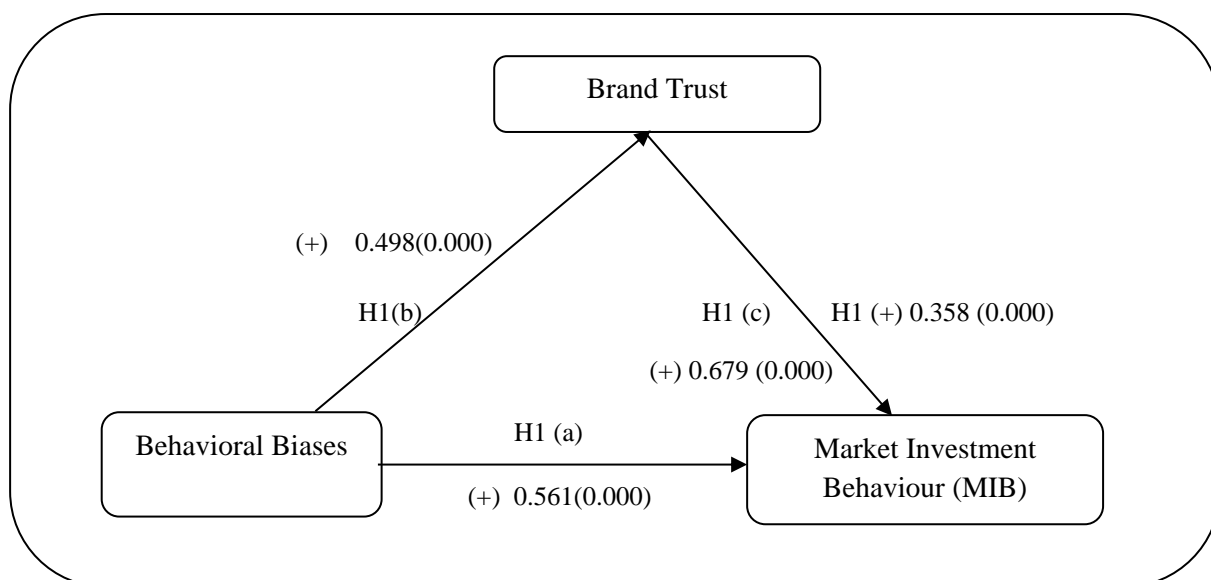 Brand Trust
(+) 0.498(0.000)
H1(b)
H1 (c)
H1 (+) 0.358 (0.000)
(+) 0.679 (0.000)
Behavioral Biases
H1 (a)
(+) 0.561(0.000)
Market Investment
Behaviour (MIB)